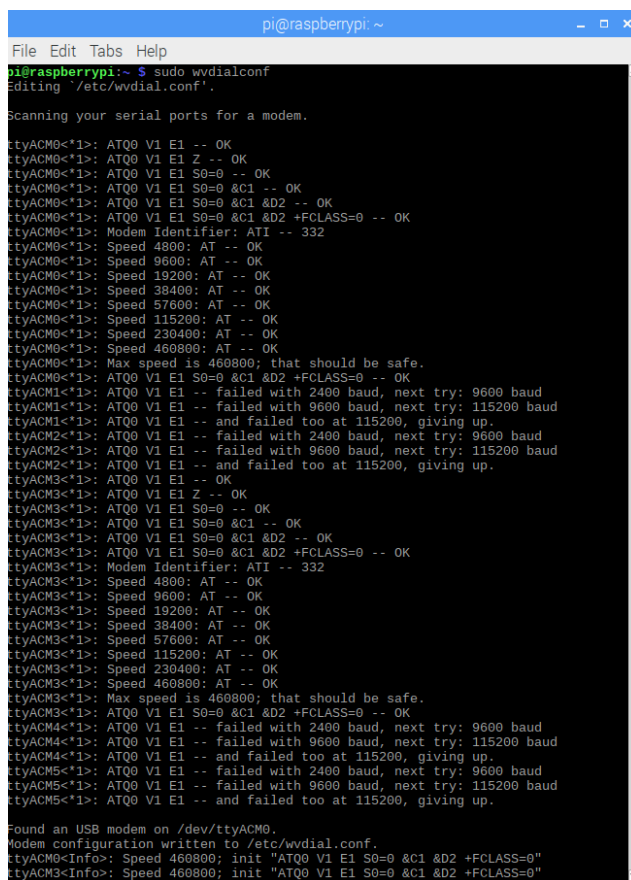 pi@raspberrypi: ~
File Edit Tabs Help
pi@raspberrypi:~ $ sudo wvdialconf
Editing `/etc/wvdial.conf'.
Scanning your serial ports for a modem.
ttyACM0<*1>: ATQ0 V1 E1 -- OK
ttyACM0<*1>: ATQ0 V1 E1 Z -- OK
ttyACM0<*1>: ATQ0 V1 E1 S0=0 -- OK
ttyACM0<*1>: ATQ0 V1 E1 S0=0 &C1 -- OK
ttyACM0<*1>: ATQ0 V1 E1 S0=0 &C1 &D2 -- OK
ttyACM0<*1>: ATQ0 V1 E1 S0=0 &C1 &D2 +FCLASS=0 -- OK
ttyACM0<*1>: Modem Identifier: ATI -- 332
ttyACM0<*1>: Speed 4800: AT -- OK
ttyACM0<*1>: Speed 9600: AT -- OK
ttyACM0<*1>: Speed 19200: AT -- OK
ttyACM0<*1>: Speed 38400: AT -- OK
ttyACM0<*1>: Speed 57600: AT -- OK
ttyACM0<*1>: Speed 115200: AT -- OK
ttyACM0<*1>: Speed 230400: AT -- OK
ttyACM0<*1>: Speed 460800: AT -- OK
ttyACM0<*1>: Max speed is 460800; that should be safe.
ttyACM0<*1>: ATQ0 V1 E1 S0=0 &C1 &D2 +FCLASS=0 -- OK
ttyACM1<*1>: ATQ0 V1 E1 -- failed with 2400 baud, next try: 9600 baud
ttyACM1<*1>: ATQ0 V1 E1 -- failed with 9600 baud, next try: 115200 baud
ttyACM1<*1>: ATQ0 V1 E1 -- and failed too at 115200, giving up.
ttyACM2<*1>: ATQ0 V1 E1 -- failed with 2400 baud, next try: 9600 baud
ttyACM2<*1>: ATQ0 V1 E1 -- failed with 9600 baud, next try: 115200 baud
ttyACM2<*1>: ATQ0 V1 E1 -- and failed too at 115200, giving up.
ttyACM3<*1>: ATQ0 V1 E1 -- OK
ttyACM3<*1>: ATQ0 V1 E1 Z -- OK
ttyACM3<*1>: ATQ0 V1 E1 S0=0 -- OK
ttyACM3<*1>: ATQ0 V1 E1 S0=0 &C1 -- OK
ttyACM3<*1>: ATQ0 V1 E1 S0=0 &C1 &D2 -- OK
ttyACM3<*1>: ATQ0 V1 E1 S0=0 &C1 &D2 +FCLASS=0 -- OK
ttyACM3<*1>: Modem Identifier: ATI -- 332
ttyACM3<*1>: Speed 4800: AT -- OK
ttyACM3<*1>: Speed 9600: AT -- OK
ttyACM3<*1>: Speed 19200: AT -- OK
ttyACM3<*1>: Speed 38400: AT -- OK
ttyACM3<*1>: Speed 57600: AT -- OK
ttyACM3<*1>: Speed 115200: AT -- OK
ttyACM3<*1>: Speed 230400: AT -- OK
ttyACM3<*1>: Speed 460800: AT -- OK
ttyACM3<*1>: Max speed is 460800; that should be safe.
ttyACM3<*1>: ATQ0 V1 E1 S0=0 &C1 &D2 +FCLASS=0 -- OK
ttyACM4<*1>: ATQ0 V1 E1 -- failed with 2400 baud, next try: 9600 baud
ttyACM4<*1>: ATQ0 V1 E1 -- failed with 9600 baud, next try: 115200 baud
ttyACM4<*1>: ATQ0 V1 E1 -- and failed too at 115200, giving up.
ttyACM5<*1>: ATQ0 V1 E1 -- failed with 2400 baud, next try: 9600 baud
ttyACM5<*1>: ATQ0 V1 E1 -- failed with 9600 baud, next try: 115200 baud
ttyACM5<*1>: ATQ0 V1 E1 -- and failed too at 115200, giving up.
Found an USB modem on /dev/ttyACM0.
Modem configuration written to /etc/wvdial.conf.
ttyACM0<Info>: Speed 460800; init "ATQ0 V1 E1 S0=0 &C1 &D2 +FCLASS=0"
ttyACM3<Info>: Speed 460800; init "ATQ0 V1 E1 S0=0 &C1 &D2 +FCLASS=0"